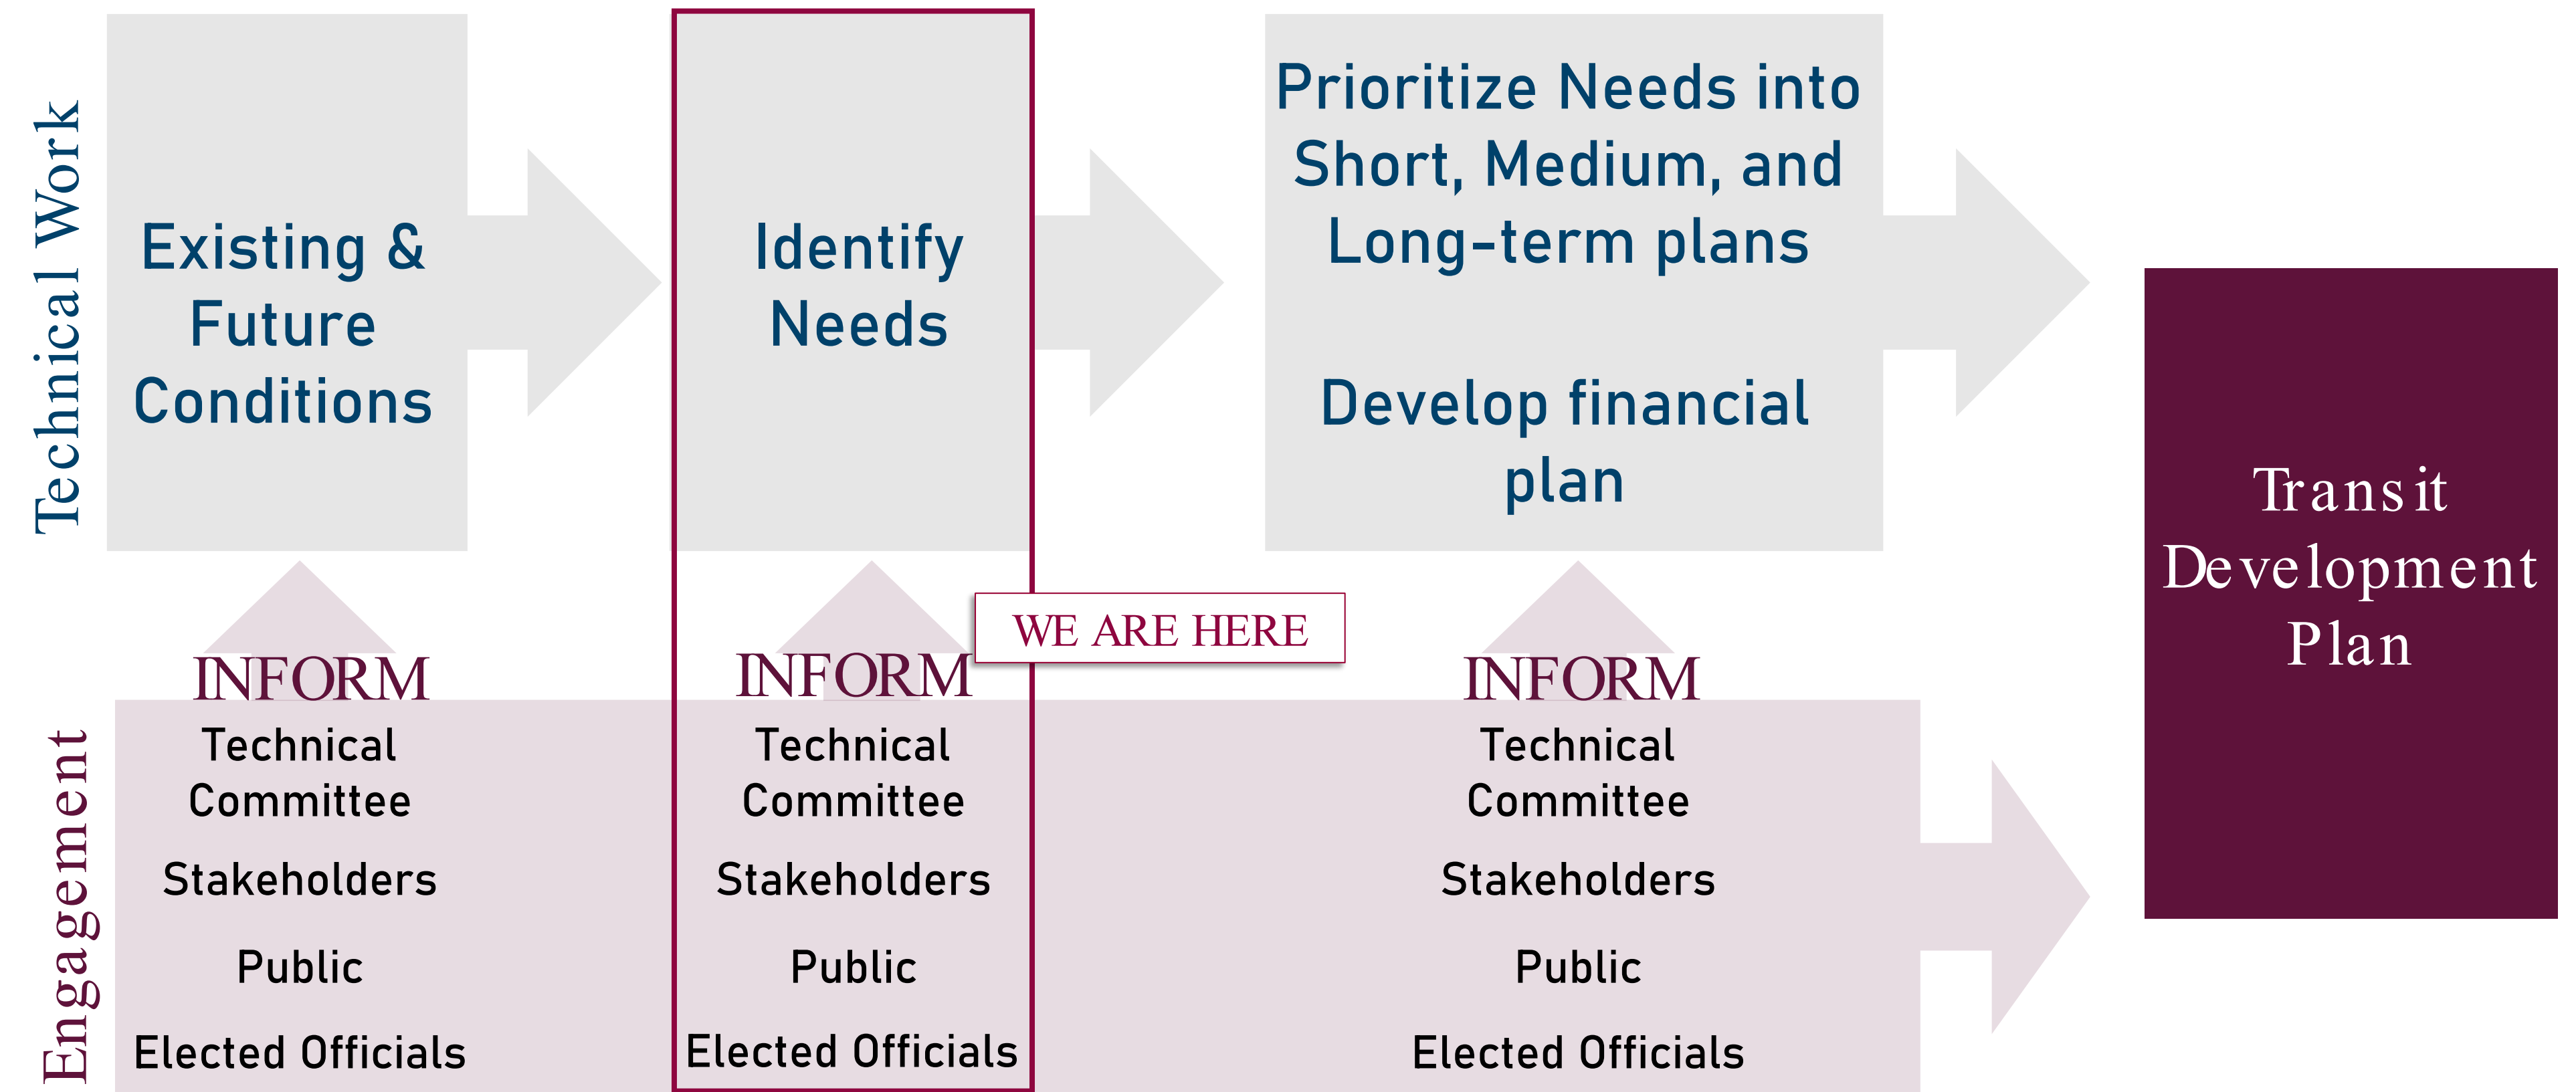 Technical Work
Existing &
Future
Conditions
Identify
Needs
Prioritize Needs into
Short, Medium, and
Long-term plans
Develop financial
plan
Transit
Development
Plan
WE ARE HERE
Engagement
INFORM
Technical
Committee
Stakeholders
Public
Elected Officials
INFORM
Technical
Committee
Stakeholders
Public
Elected Officials
INFORM
Technical
Committee
Stakeholders
Public
Elected Officials